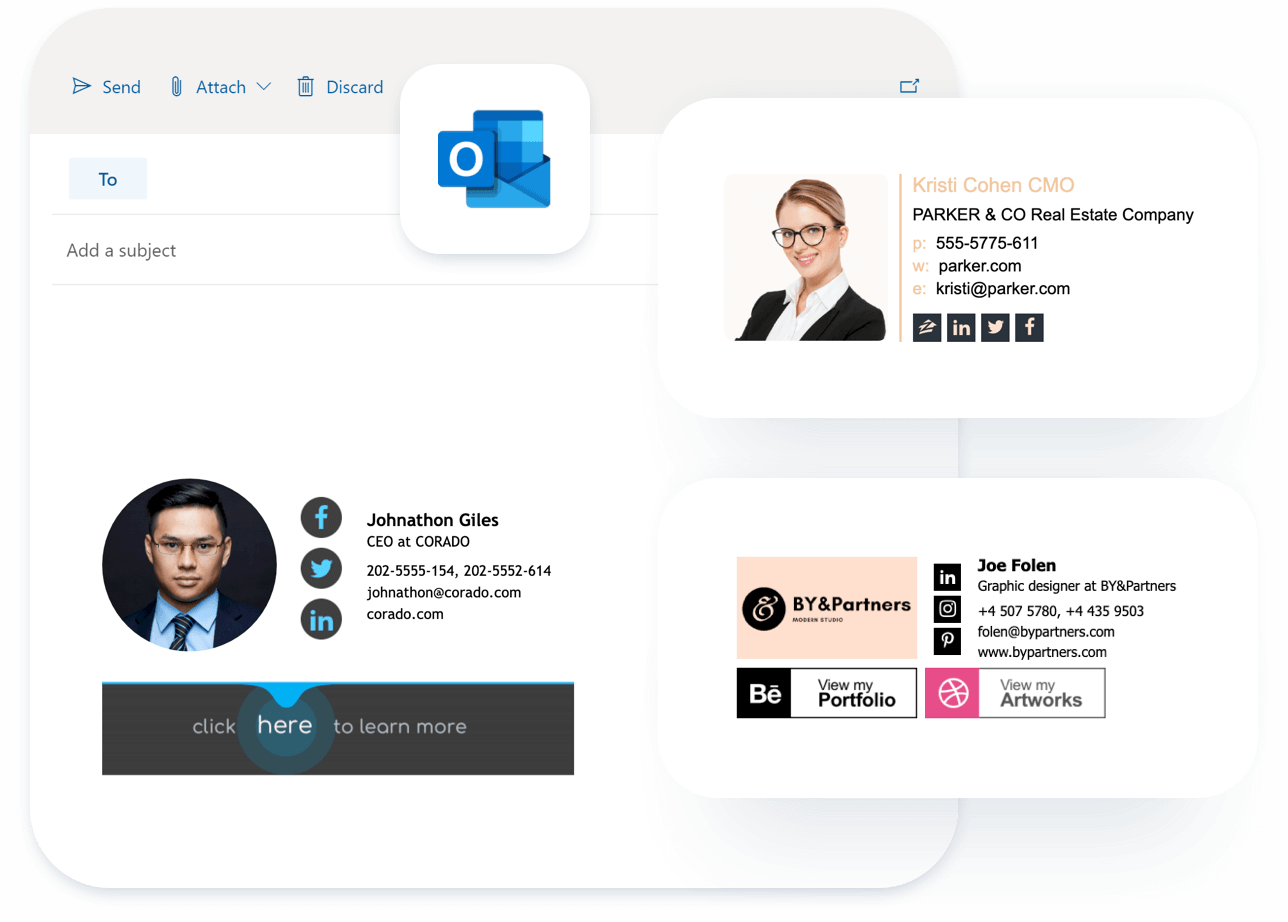 Send Attach Discard
To
Add a subject
O
Kristi Cohen CMO
PARKER & CO Real Estate Company
p: 555-5775-611
w: parker.com
e: kristi@parker.com
in f
f
Johnathon Giles
CEO at CORADO
202-5555-154, 202-5552-614
johnathon@corado.com
corado.com
in
click here to learn more
& BY&Partners
MODERN STUDIO
in
Joe Folen
Graphic designer at BY&Partners
+4 507 5780, +4 435 9503
folen@bypartners.com
www.bypartners.com
Bē View my
Portfolio
View my
Artworks